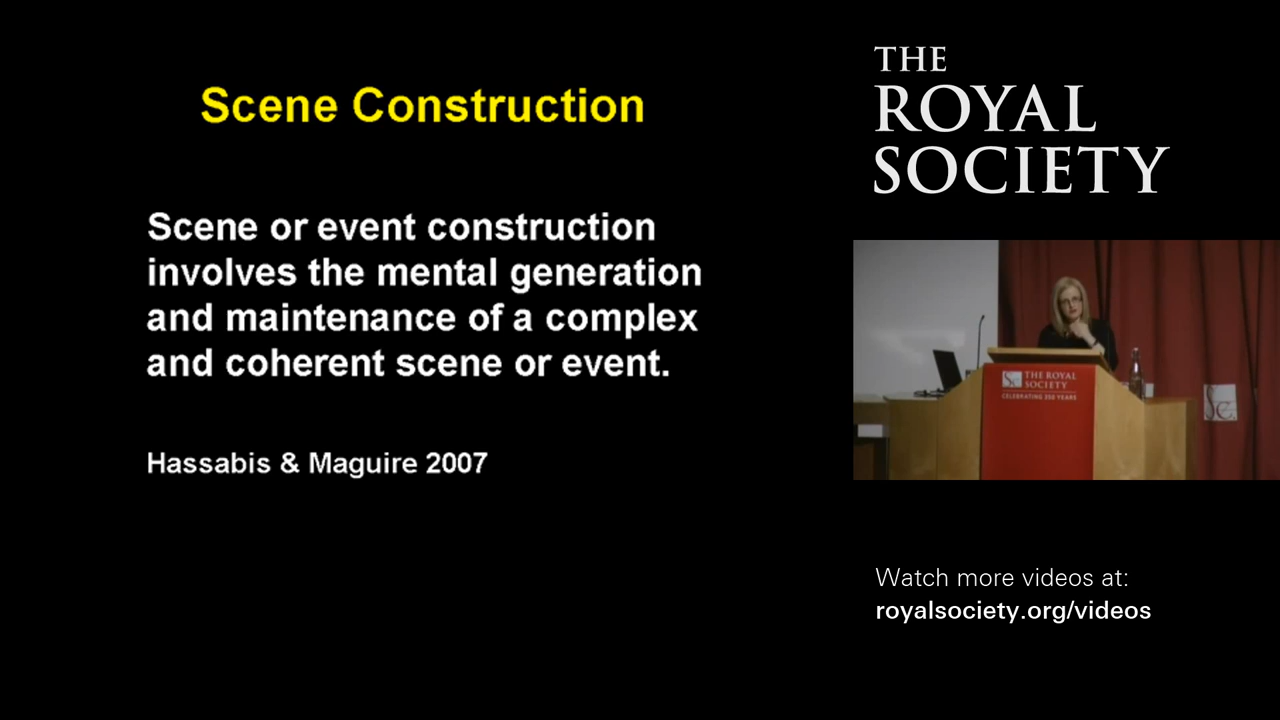 Scene Construction
Scene or event construction
involves the mental generation
and maintenance of a complex
and coherent scene or event.
Hassabis & Maguire 2007
THE
ROYAL
SOCIETY
THE ROYAL
SOCIETY
CELEBRATING 350 YEARS
Watch more videos at:
royalsociety.org/videos